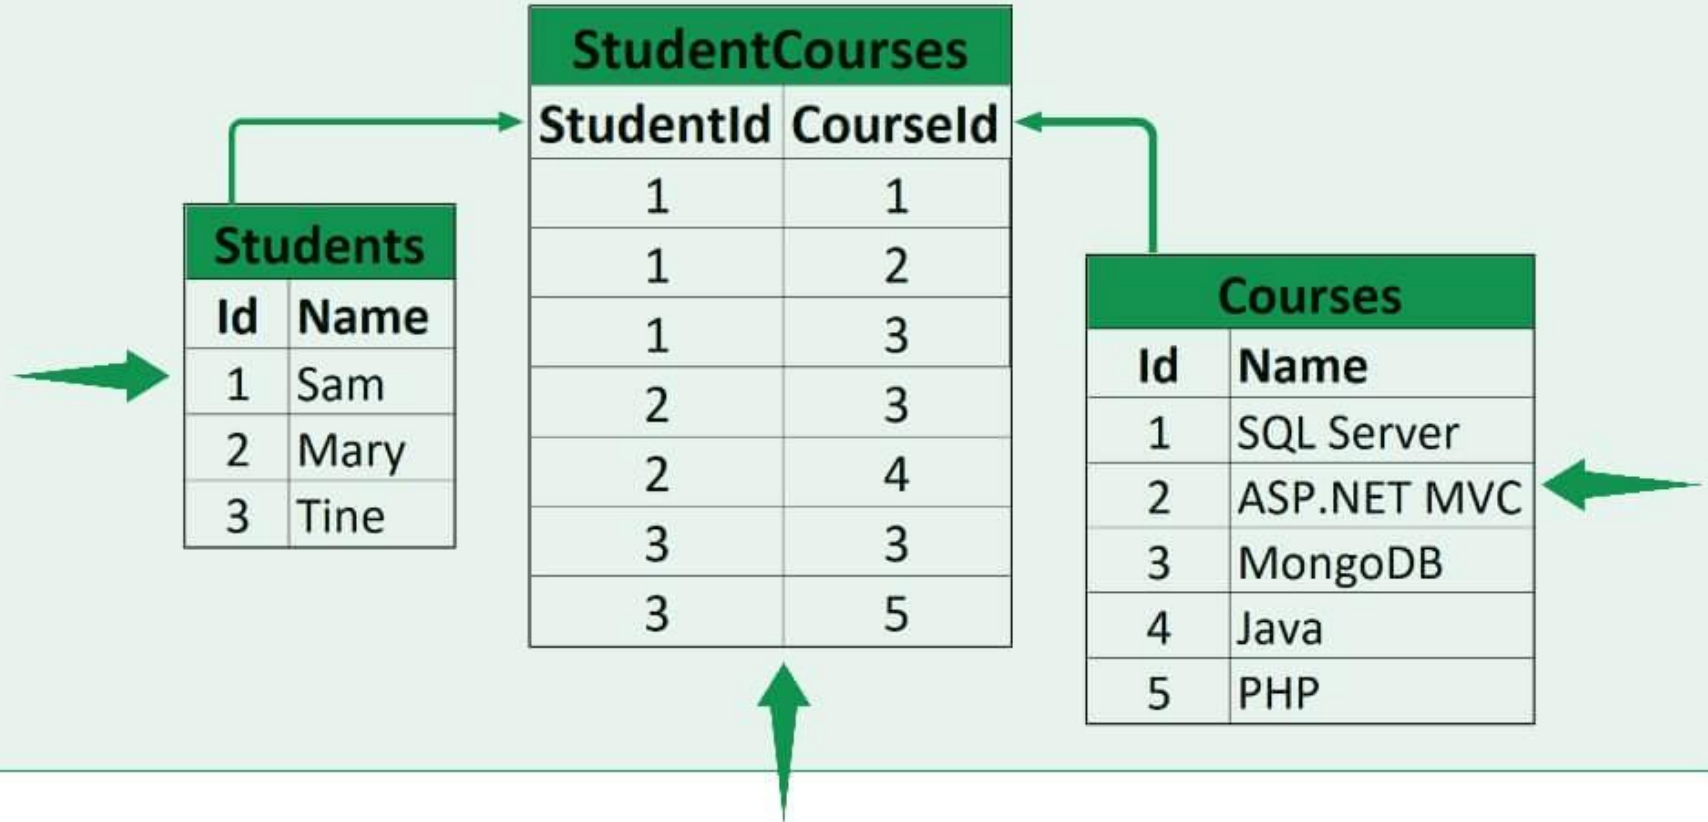 StudentCourses
StudentId CourseId
1 1
1 2
1 3
2 3
2 4
3 3
3 5
Students
Id Name
1 Sam
2 Mary
3 Tine
Courses
Id Name
1 SQL Server
2 ASP.NET MVC
3 MongoDB
4 Java
5 PHP